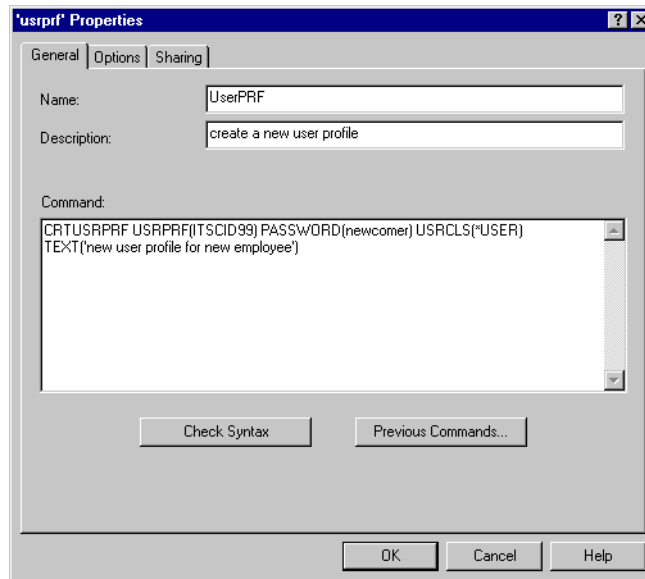 'usrprf' Properties
General Options Sharing
Name: UserPRF
Description: create a new user profile
Command:
CRTUSRPRF USRPRF(ITSCID99) PASSWORD(newcomer) USRCLS(*USER)
TEXT('new user profile for new employee')
Check Syntax Previous Commands...
OK Cancel Help